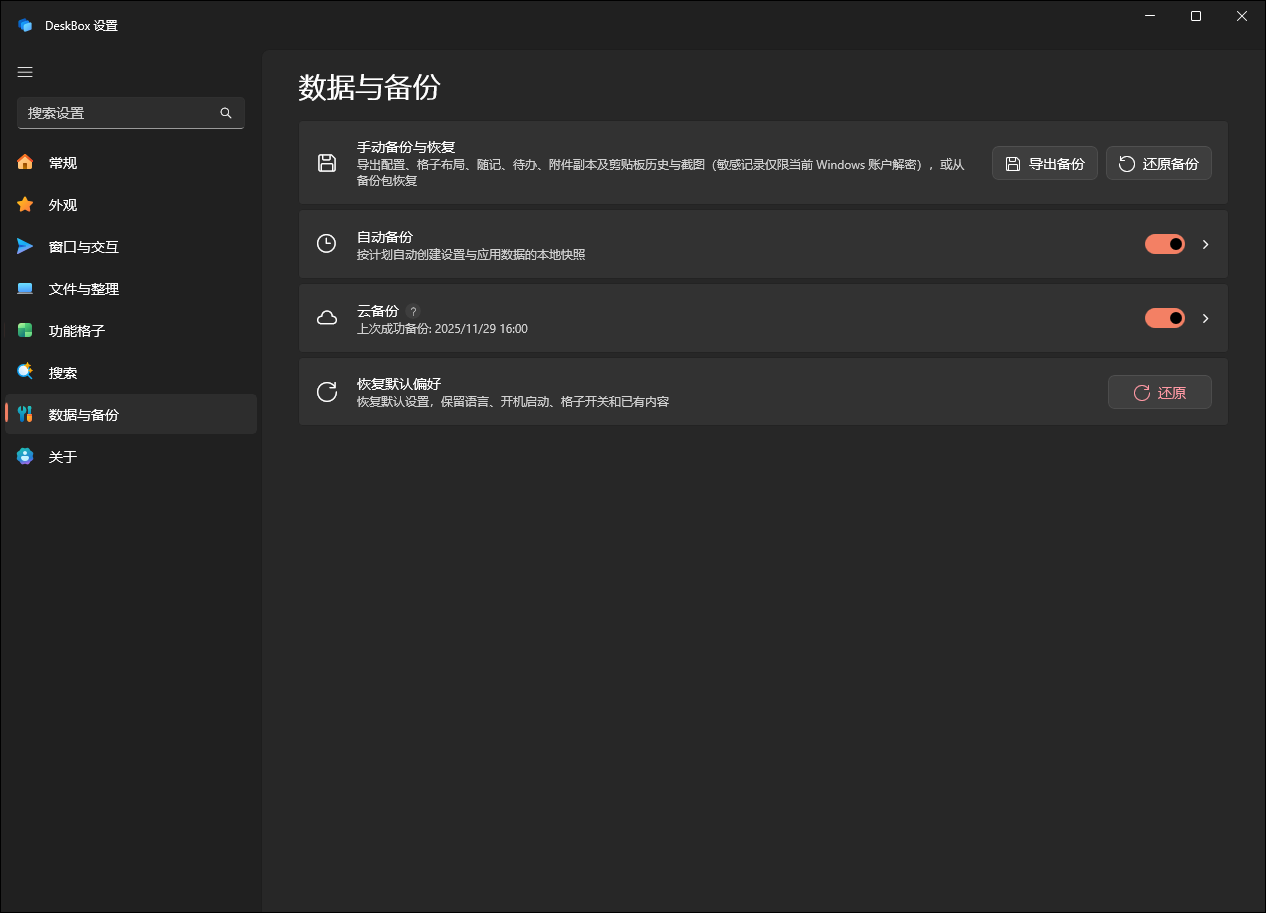 DeskBox 设置
搜索设置
常规
外观
窗口与交互
文件与整理
功能格子
搜索
数据与备份
关于
数据与备份
手动备份与恢复
导出配置、格子布局、随记、待办、附件副本及剪贴板历史与截图（敏感记录仅限当前 Windows 账户解密），或从
备份包恢复
导出备份
还原备份
自动备份
按计划自动创建设置与应用数据的本地快照
云备份 ?
上次成功备份: 2025/11/29 16:00
恢复默认偏好
恢复默认设置，保留语言、开机启动、格子开关和已有内容
还原